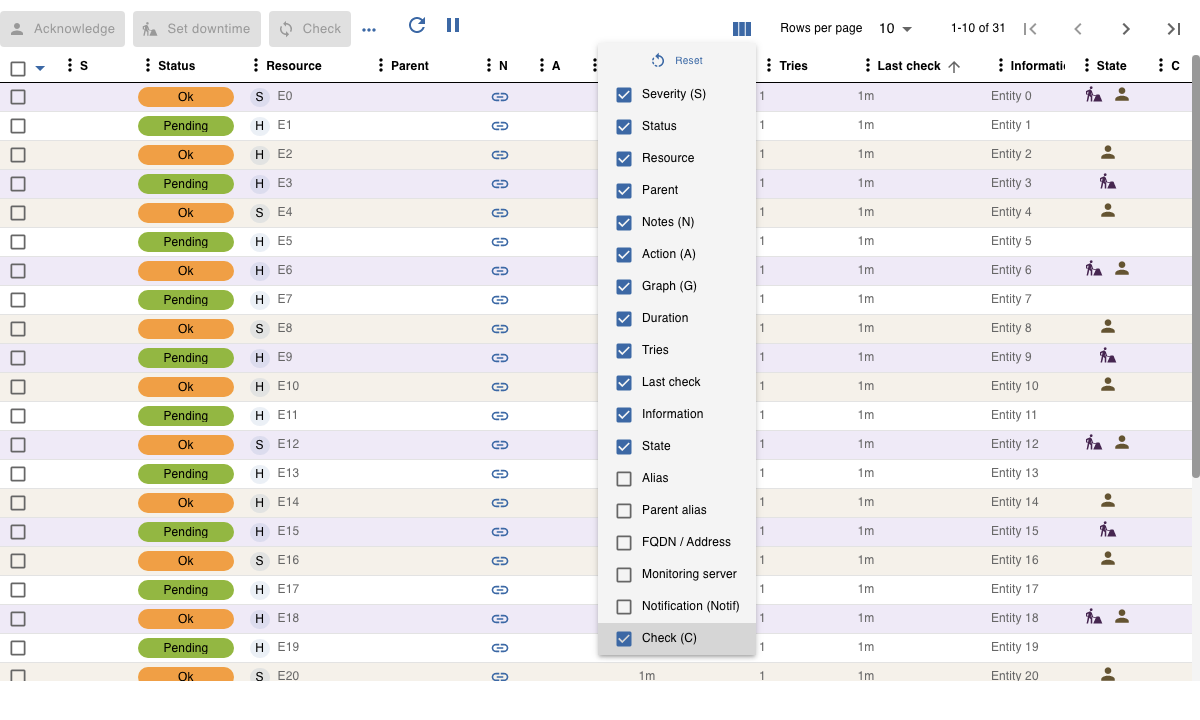 Acknowledge Set downtime Check ... Rows per page 10 1-10 of 31
S Status Resource Parent N A Tries Last check Informati State C
Reset
Severity (S)
Status
Resource
Parent
Notes (N)
Action (A)
Graph (G)
Duration
Tries
Last check
Information
State
Alias
Parent alias
FQDN / Address
Monitoring server
Notification (Notif)
Check (C)
Ok S E0 1 1m Entity 0
Pending H E1 1 1m Entity 1
Ok H E2 1 1m Entity 2
Pending H E3 1 1m Entity 3
Ok S E4 1 1m Entity 4
Pending H E5 1 1m Entity 5
Ok H E6 1 1m Entity 6
Pending H E7 1 1m Entity 7
Ok S E8 1 1m Entity 8
Pending H E9 1 1m Entity 9
Ok H E10 1 1m Entity 10
Pending H E11 1 1m Entity 11
Ok S E12 1 1m Entity 12
Pending H E13 1 1m Entity 13
Ok H E14 1 1m Entity 14
Pending H E15 1 1m Entity 15
Ok S E16 1 1m Entity 16
Pending H E17 1 1m Entity 17
Ok H E18 1 1m Entity 18
Pending H E19 1 1m Entity 19
Ok S E20 1m 1 1m Entity 20